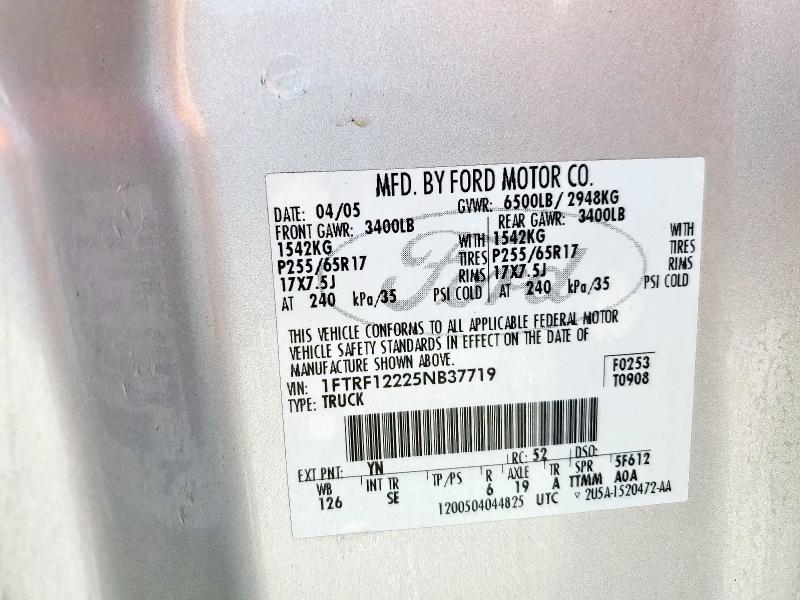 MFD. BY FORD MOTOR CO.
DATE: 04/05 GVWR: 6500LB/ 2948KG
FRONT GAWR: 3400LB REAR GAWR: 3400LB
1542KG WITH 1542KG WITH
P255/65R17 TIRES P255/65R17 TIRES
17X7.5J RIMS 17X7.5J RIMS
AT 240 kPa/35 PSI COLD AT 240 kPa/35 PSI COLD
Ford
THIS VEHICLE CONFORMS TO ALL APPLICABLE FEDERAL MOTOR
VEHICLE SAFETY STANDARDS IN EFFECT ON THE DATE OF
MANUFACTURE SHOWN ABOVE.
VIN: 1FTRF12225NB37719 F0253
TYPE: TRUCK T0908
EXT PNT: YN RC: 52 DSO:
WB INT TR TP/PS R AXLE TR SPR 5F612
126 SE 6 19 A TTMM A0A
1200504044825 UTC ▽ 2U5A-1520472-AA